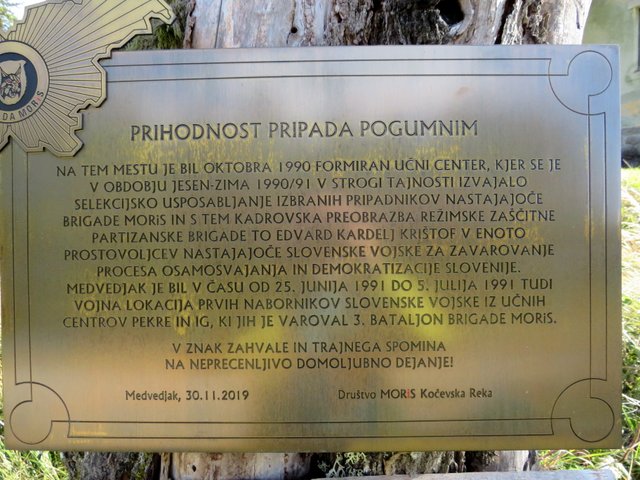 DA MORiS
PRIHODNOST PRIPADA POGUMNIM
NA TEM MESTU JE BIL OKTOBRA 1990 FORMIRAN UČNI CENTER, KJER SE JE
V OBDOBJU JESEN-ZIMA 1990/91 V STROGI TAJNOSTI IZVAJALO
SELEKCIJSKO USPOSABLJANJE IZBRANIH PRIPADNIKOV NASTAJAJOČE
BRIGADE MORiS IN S TEM KADROVSKA PREOBRAZBA REŽIMSKE ZAŠČITNE
PARTIZANSKE BRIGADE TO EDVARD KARDELJ KRIŠTOF V ENOTO
PROSTOVOLJCEV NASTAJAJOČE SLOVENSKE VOJSKE ZA ZAVAROVANJE
PROCESA OSAMOSVAJANJA IN DEMOKRATIZACIJE SLOVENIJE.
MEDVEDJAK JE BIL V ČASU OD 25. JUNIJA 1991 DO 5. JULIJA 1991 TUDI
VOJNA LOKACIJA PRVIH NABORNIKOV SLOVENSKE VOJSKE IZ UČNIH
CENTROV PEKRE IN IG, KI JIH JE VAROVAL 3. BATALJON BRIGADE MORiS.
V ZNAK ZAHVALE IN TRAJNEGA SPOMINA
NA NEPRECENLJIVO DOMOLJUBNO DEJANJE!
Medvedjak, 30.11.2019 Društvo MORiS Kočevska Reka